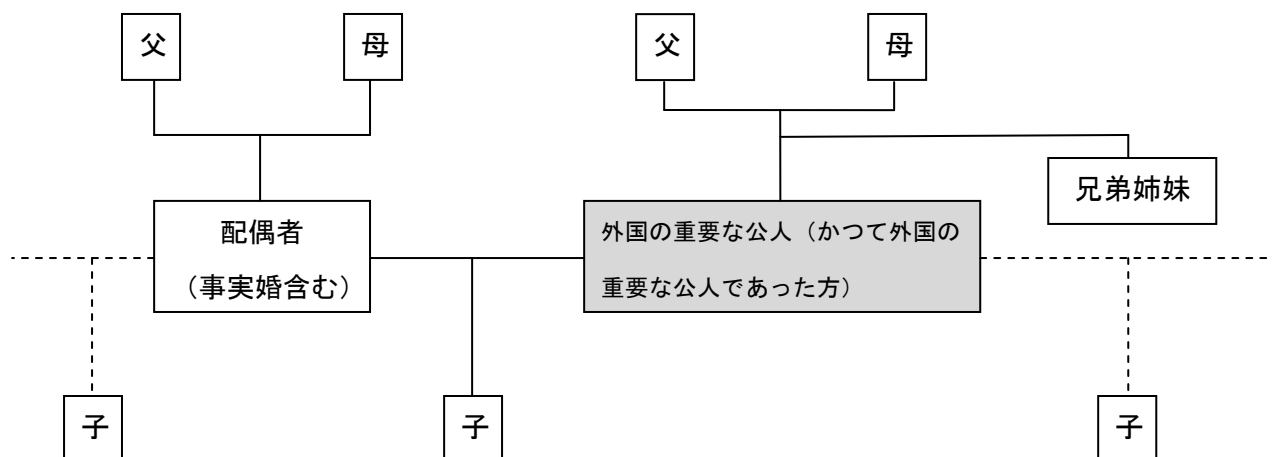 父
母
父
母
兄弟姉妹
配偶者
（事実婚含む）
外国の重要な公人（かつて外国の
重要な公人であった方）
子
子
子